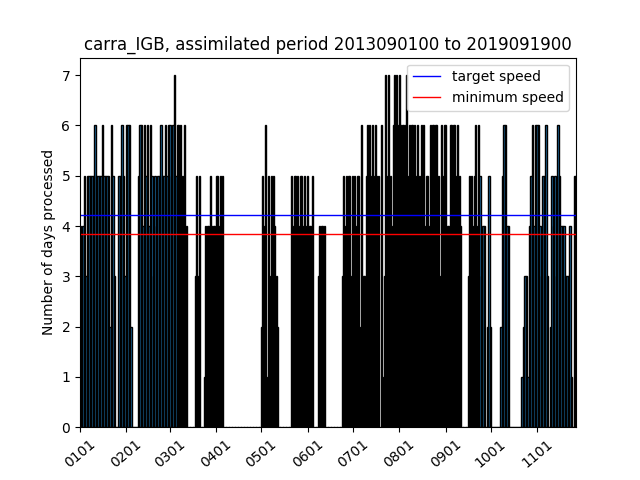 carra_IGB, assimilated period 2013090100 to 2019091900
target speed
minimum speed
Number of days processed
7
6
5
4
3
2
1
0
0101 0201 0301 0401 0501 0601 0701 0801 0901 1001 1101